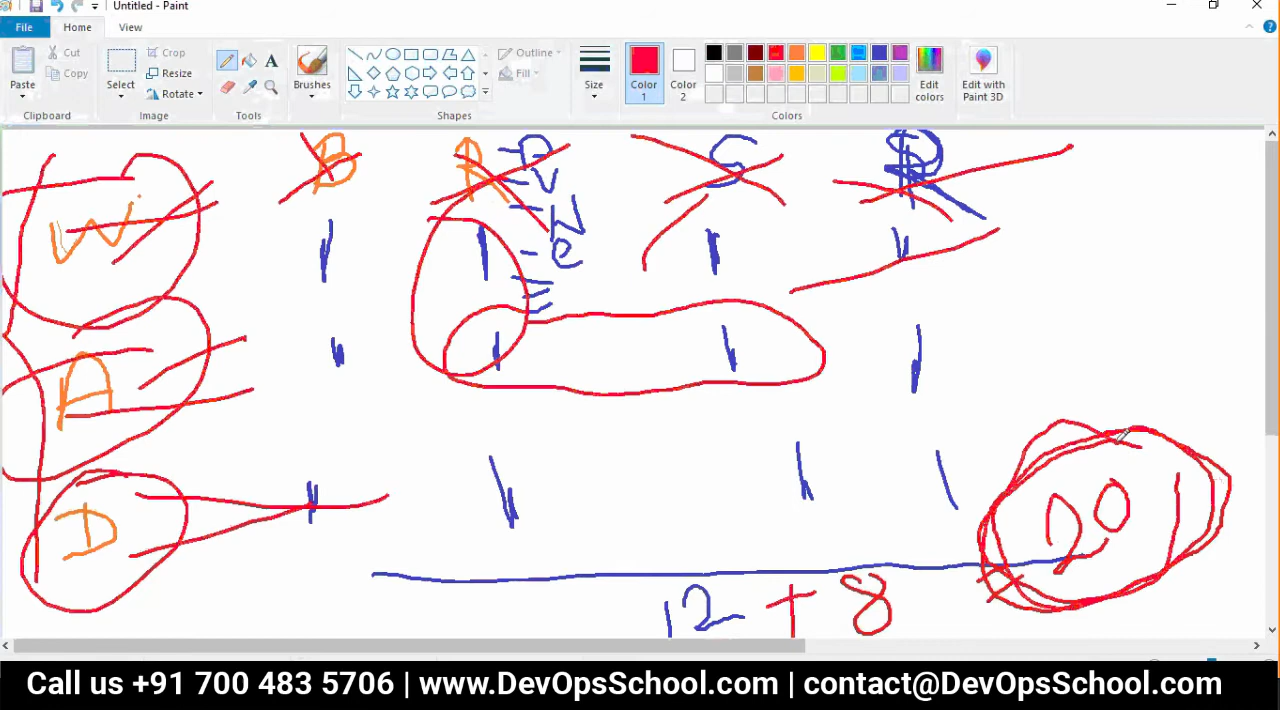 Untitled - Paint
File Home View
Paste
Cut
Copy
Clipboard
Select
Crop
Resize
Rotate
Image
A
Tools
Brushes
Outline
Fill
Shapes
Size
Color 1
Color 2
Edit colors
Edit with Paint 3D
Colors
W B R
A
D
20
12 + 8
Call us +91 700 483 5706 | www.DevOpsSchool.com | contact@DevOpsSchool.com